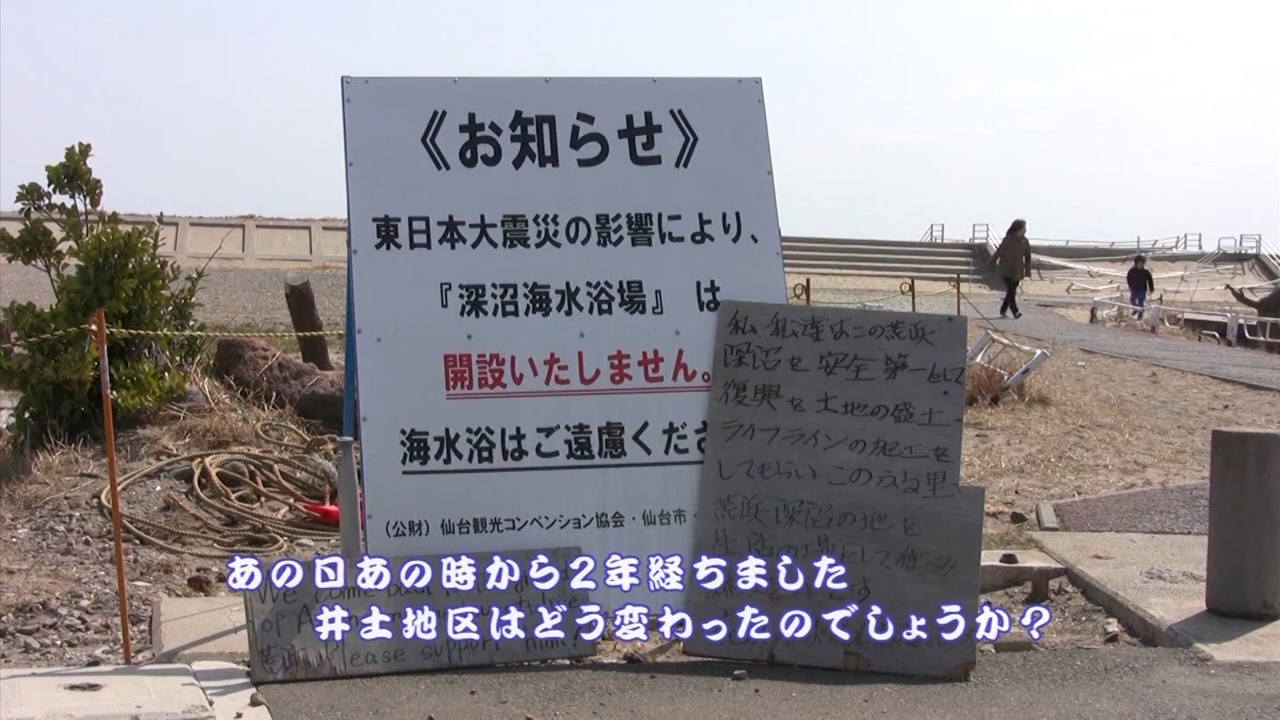 《お知らせ》
東日本大震災の影響により、
『深沼海水浴場』 は
開設いたしません。
海水浴はご遠慮くださ
(公財)仙台観光コンベンション協会・仙台市・
私私達はこの荒浜
深沼を安全第一として
復興を土地の盛土
ライフラインの施工を
してもらいこのふる里
荒浜深沼の地を
We come back
of A
荒浜 Please support him!
あの日あの時から2年経ちました
井土地区はどう変わったのでしょうか?